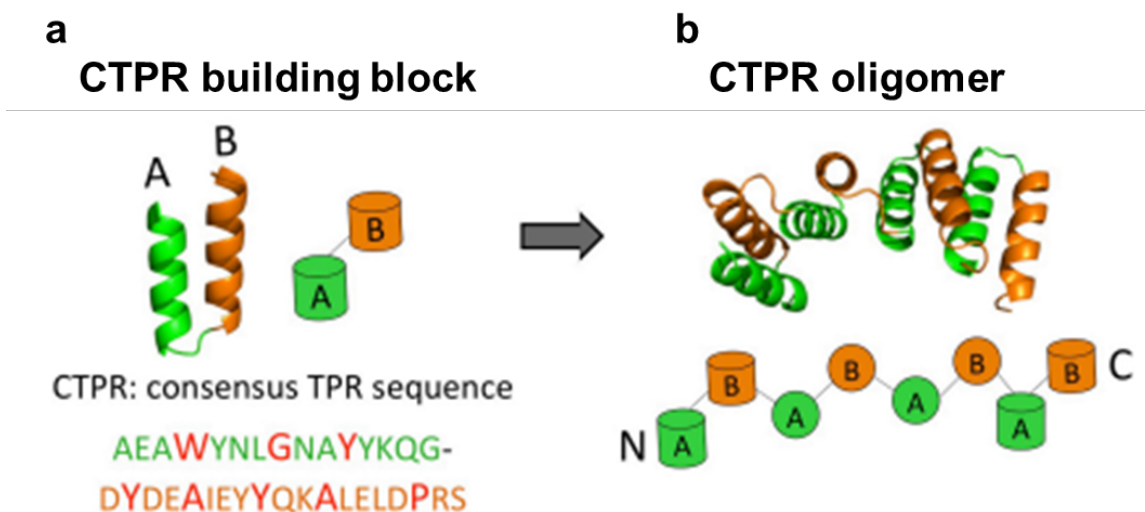 a
CTPR building block
b
CTPR oligomer
A
B
B
A
CTPR: consensus TPR sequence
AEAWYNLGNAYYKQG-
DYDEAIEYYQKALELDPRS
N
A
B
A
B
A
B
A
B
C